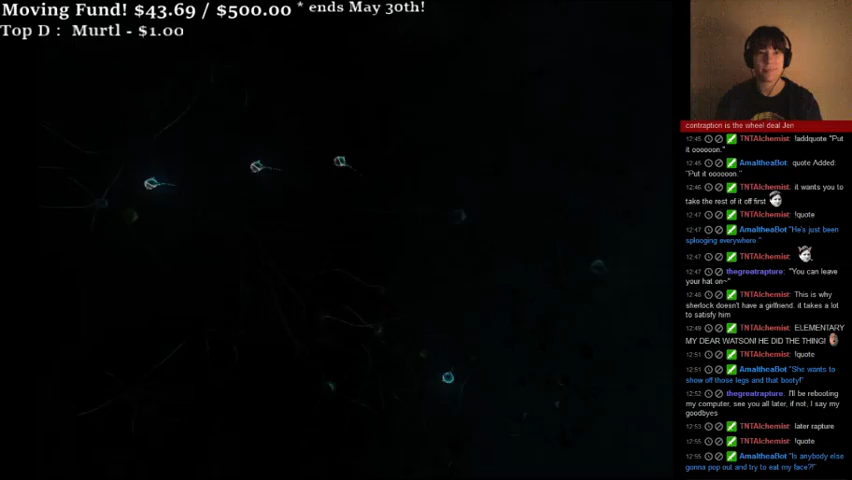 Moving Fund! $43.69 / $500.00 * ends May 30th!
Top D : Murtl - $1.00
contraption is the wheel deal Jen
12:45 TNTAlchemist: !addquote "Put
it oooooon."
12:45 AmaltheaBot: quote Added:
"Put it oooooon."
12:46 TNTAlchemist: it wants you to
take the rest of it off first
12:47 TNTAlchemist: !quote
12:47 AmaltheaBot "He's just been
splooging everywhere."
12:47 TNTAlchemist:
12:47 thegreatrapture: "You can leave
your hat on~"
12:48 TNTAlchemist: This is why
sherlock doesn't have a girlfriend. it takes a lot
to satisfy him
12:49 TNTAlchemist: ELEMENTARY
MY DEAR WATSON! HE DID THE THING!
12:51 TNTAlchemist: !quote
12:51 AmaltheaBot "She wants to
show off those legs and that booty!"
12:52 thegreatrapture: I'll be rebooting
my computer, see you all later, if not, I say my
goodbyes
12:53 TNTAlchemist: later rapture
12:55 TNTAlchemist: !quote
12:55 AmaltheaBot "Is anybody else
gonna pop out and try to eat my face?!"